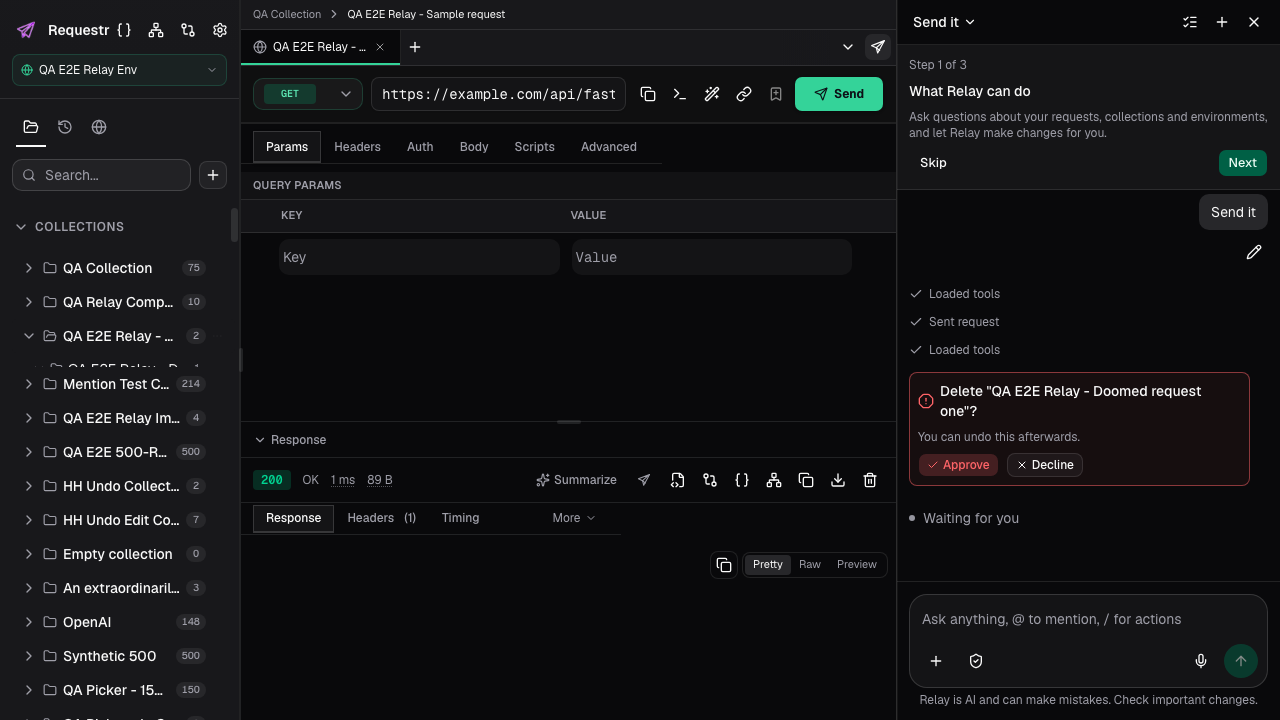 Requestr
QA E2E Relay Env
Search...
COLLECTIONS
QA Collection 75
QA Relay Comp... 10
QA E2E Relay - ... 2
Mention Test C... 214
QA E2E Relay Im... 4
QA E2E 500-R... 500
HH Undo Collect... 2
HH Undo Edit Co... 7
Empty collection 0
An extraordinaril... 3
OpenAI 148
Synthetic 500 500
QA Picker - 15... 150
QA Collection > QA E2E Relay - Sample request
QA E2E Relay - ...
GET
https://example.com/api/fast
Send
Params Headers Auth Body Scripts Advanced
QUERY PARAMS
KEY VALUE
Key Value
Response
200 OK 1 ms 89 B Summarize
Response Headers (1) Timing More
Pretty Raw Preview
Send it
Step 1 of 3
What Relay can do
Ask questions about your requests, collections and environments,
and let Relay make changes for you.
Skip Next
Send it
Loaded tools
Sent request
Loaded tools
Delete "QA E2E Relay - Doomed request
one"?
You can undo this afterwards.
Approve Decline
Waiting for you
Ask anything, @ to mention, / for actions
Relay is AI and can make mistakes. Check important changes.